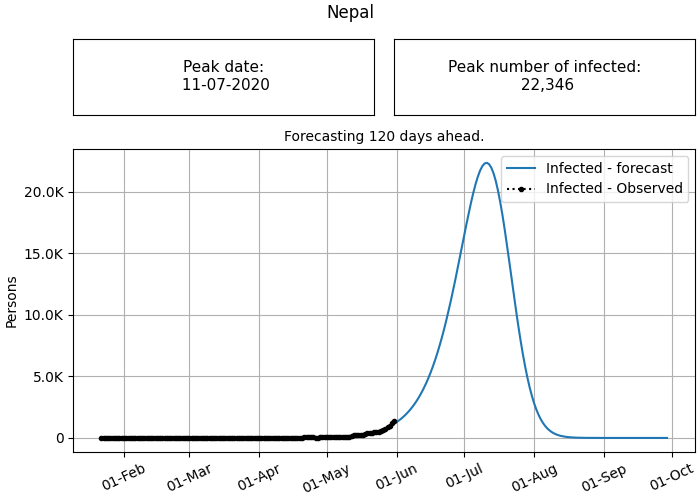 Nepal
Peak date:
11-07-2020
Peak number of infected:
22,346
Forecasting 120 days ahead.
Infected - forecast
Infected - Observed
Persons
20.0K
15.0K
10.0K
5.0K
0
01-Feb
01-Mar
01-Apr
01-May
01-Jun
01-Jul
01-Aug
01-Sep
01-Oct